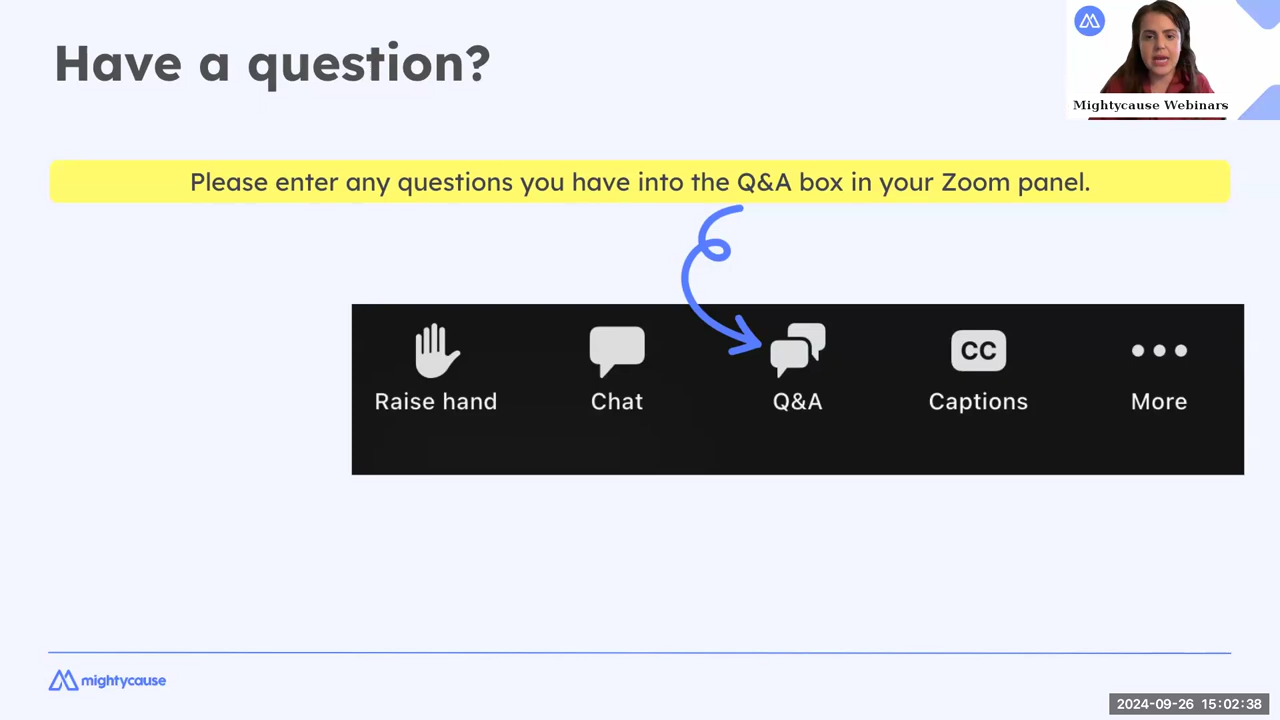 Have a question?
Mightycause Webinars
Please enter any questions you have into the Q&A box in your Zoom panel.
CC
Raise hand
Chat
Q&A
Captions
More
mightycause
2024-09-26 15:02:38